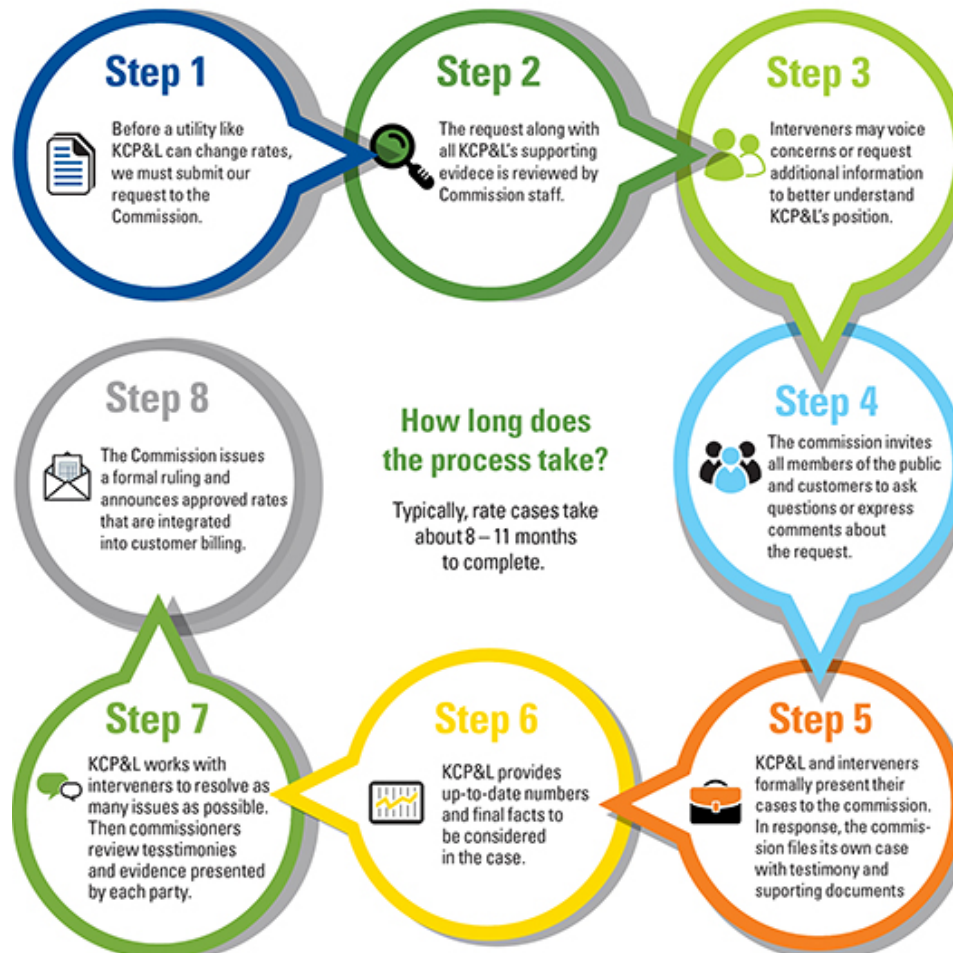 Step 1
Before a utility like
KCP&L can change rates,
we must submit our
request to the
Commission.
Step 2
The request along with
all KCP&L's supporting
evidece is reviewed by
Commission staff.
Step 3
Interveners may voice
concerns or request
additional information
to better understand
KCP&L's position.
Step 4
The commission invites
all members of the public
and customers to ask
questions or express
comments about
the request.
Step 5
KCP&L and interveners
formally present their
cases to the commission.
In response, the commis-
sion files its own case
with testimony and
suporting documents
Step 6
KCP&L provides
up-to-date numbers
and final facts to
be considered
in the case.
Step 7
KCP&L works with
interveners to resolve as
many issues as possible.
Then commissioners
review tesstimonies
and evidence presented
by each party.
Step 8
The Commission issues
a formal ruling and
announces approved rates
that are integrated
into customer billing.
How long does
the process take?
Typically, rate cases take
about 8 – 11 months
to complete.